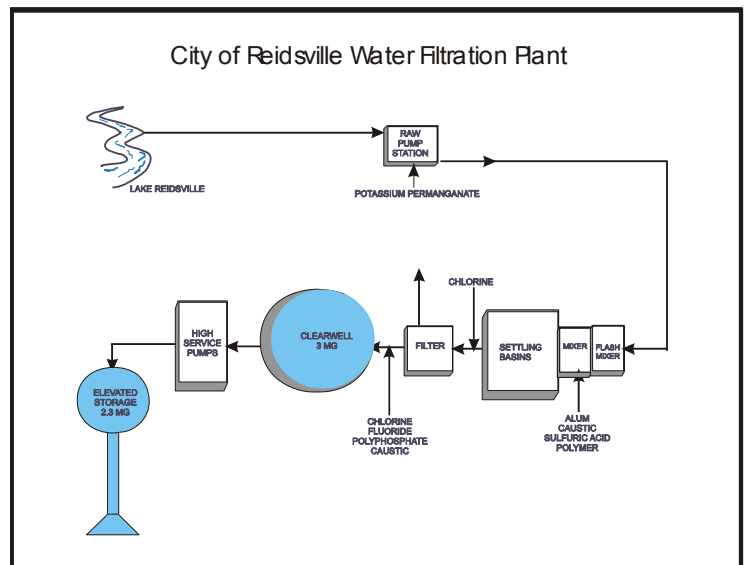 City of Reidsville Water Filtration Plant
RAW
PUMP
STATION
LAKE REIDSVILLE
POTASSIUM PERMANGANATE
CHLORINE
HIGH
SERVICE
PUMPS
CLEARWELL
3 MG
FILTER
SETTLING
BASINS
MIXER
FLASH
MIXER
ELEVATED
STORAGE
2.3 MG
CHLORINE
FLUORIDE
POLYPHOSPHATE
CAUSTIC
ALUM
CAUSTIC
SULFURIC ACID
POLYMER